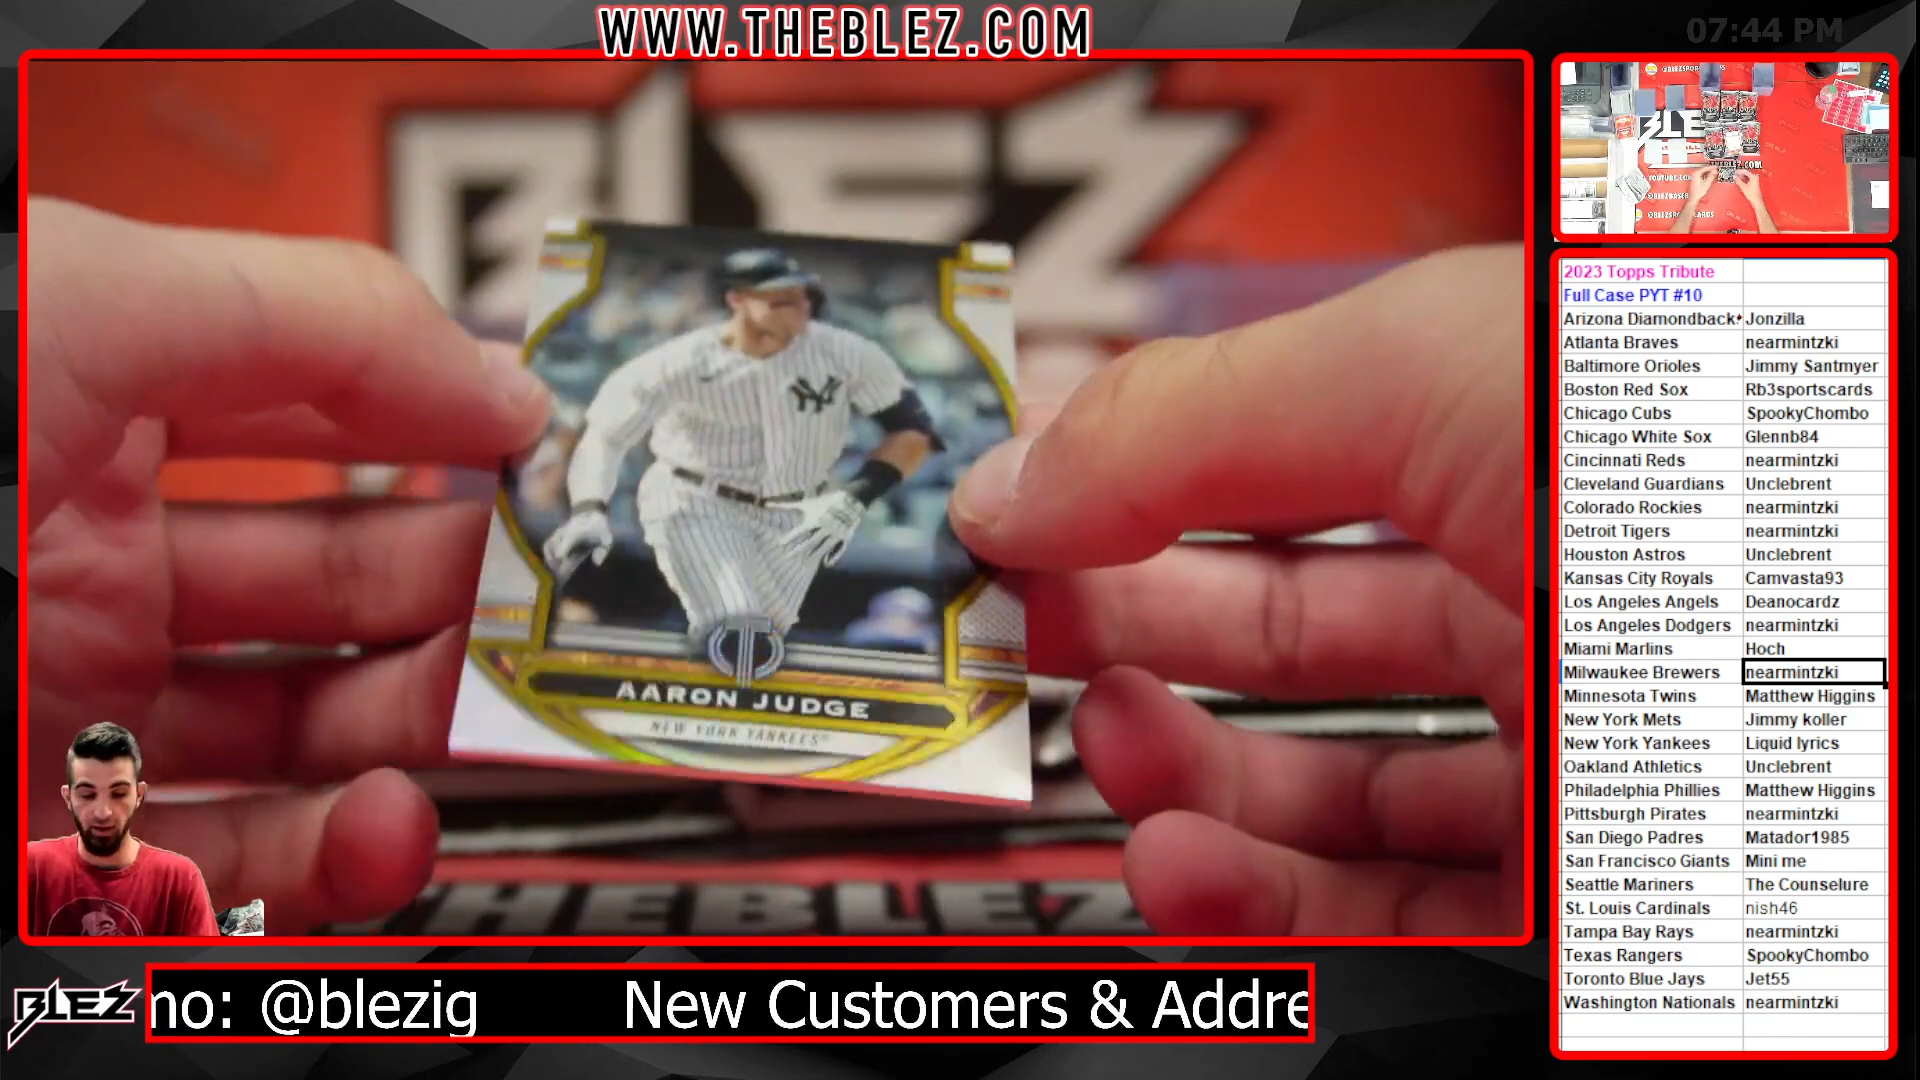 WWW.THEBLEZ.COM
07:44 PM
BLEZ
NY
AARON JUDGE
NEW YORK YANKEES
THEBLEZ
BLE
2023 Topps Tribute
Full Case PYT #10
Arizona Diamondback Jonzilla
Atlanta Braves nearmintzki
Baltimore Orioles Jimmy Santmyer
Boston Red Sox Rb3sportscards
Chicago Cubs SpookyChombo
Chicago White Sox Glennb84
Cincinnati Reds nearmintzki
Cleveland Guardians Unclebrent
Colorado Rockies nearmintzki
Detroit Tigers nearmintzki
Houston Astros Unclebrent
Kansas City Royals Camvasta93
Los Angeles Angels Deanocardz
Los Angeles Dodgers nearmintzki
Miami Marlins Hoch
Milwaukee Brewers nearmintzki
Minnesota Twins Matthew Higgins
New York Mets Jimmy koller
New York Yankees Liquid lyrics
Oakland Athletics Unclebrent
Philadelphia Phillies Matthew Higgins
Pittsburgh Pirates nearmintzki
San Diego Padres Matador1985
San Francisco Giants Mini me
Seattle Mariners The Counselure
St. Louis Cardinals nish46
Tampa Bay Rays nearmintzki
Texas Rangers SpookyChombo
Toronto Blue Jays Jet55
Washington Nationals nearmintzki
BLEZ
mo: @blezig New Customers & Addre